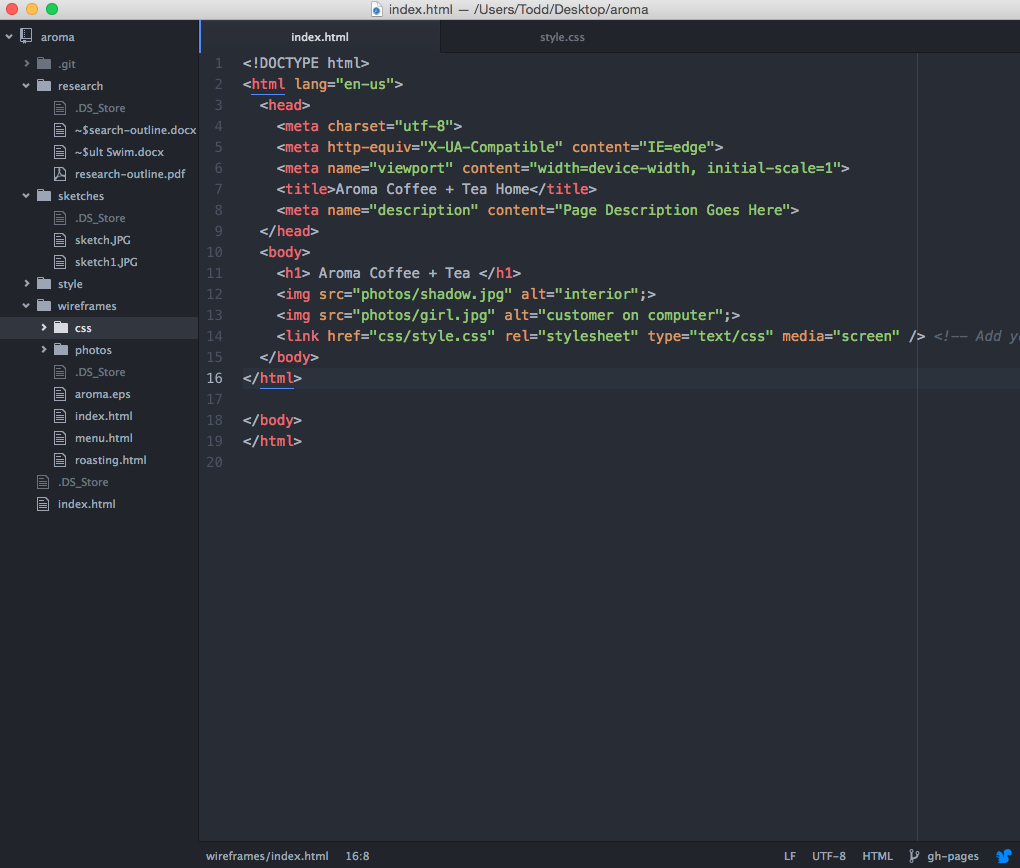 index.html — /Users/Todd/Desktop/aroma
aroma
.git
research
.DS_Store
~$search-outline.docx
~$ult Swim.docx
research-outline.pdf
sketches
.DS_Store
sketch.JPG
sketch1.JPG
style
wireframes
css
photos
.DS_Store
aroma.eps
index.html
menu.html
roasting.html
.DS_Store
index.html
index.html
style.css
1 <!DOCTYPE html>
2 <html lang="en-us">
3 <head>
4 <meta charset="utf-8">
5 <meta http-equiv="X-UA-Compatible" content="IE=edge">
6 <meta name="viewport" content="width=device-width, initial-scale=1">
7 <title>Aroma Coffee + Tea Home</title>
8 <meta name="description" content="Page Description Goes Here">
9 </head>
10 <body>
11 <h1> Aroma Coffee + Tea </h1>
12 <img src="photos/shadow.jpg" alt="interior";>
13 <img src="photos/girl.jpg" alt="customer on computer";>
14 <link href="css/style.css" rel="stylesheet" type="text/css" media="screen" /> <!-- Add
15 </body>
16 </html>
17
18 </body>
19 </html>
20
wireframes/index.html 16:8
LF UTF-8 HTML gh-pages